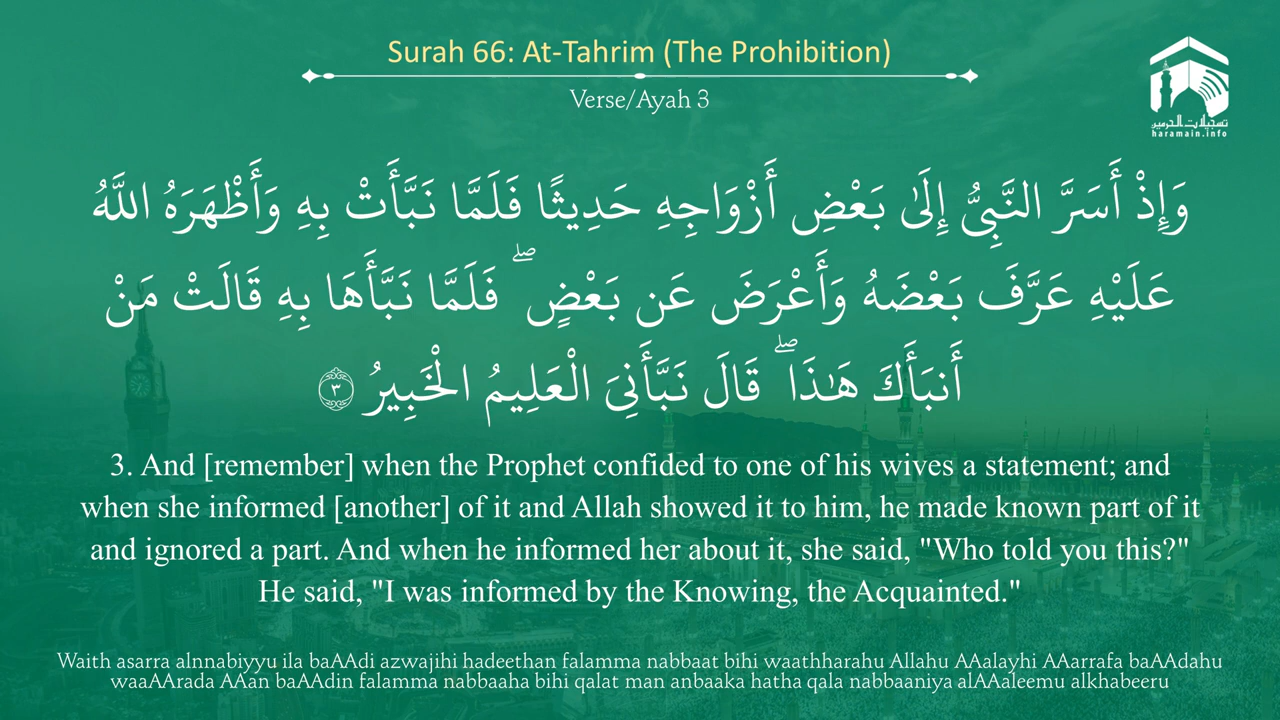 Surah 66: At-Tahrim (The Prohibition)
Verse/Ayah 3
تسجيلات الحرمين
haramain.info
وَإِذْ أَسَرَّ النَّبِىُّ إِلَىٰ بَعْضِ أَزْوَاجِهِ حَدِيثًا فَلَمَّا نَبَّأَتْ بِهِ وَأَظْهَرَهُ اللَّهُ
عَلَيْهِ عَرَّفَ بَعْضَهُ وَأَعْرَضَ عَن بَعْضٍ ۖ فَلَمَّا نَبَّأَهَا بِهِ قَالَتْ مَنْ
أَنبَأَكَ هَـٰذَا ۖ قَالَ نَبَّأَنِىَ الْعَلِيمُ الْخَبِيرُ ٣
3. And [remember] when the Prophet confided to one of his wives a statement; and
when she informed [another] of it and Allah showed it to him, he made known part of it
and ignored a part. And when he informed her about it, she said, "Who told you this?"
He said, "I was informed by the Knowing, the Acquainted."
Waith asarra alnnabiyyu ila baAAdi azwajihi hadeethan falamma nabbaat bihi waathharahu Allahu AAalayhi AAarrafa baAAdahu
waaAArada AAan baAAdin falamma nabbaaha bihi qalat man anbaaka hatha qala nabbaaniya alAAaleemu alkhabeeru